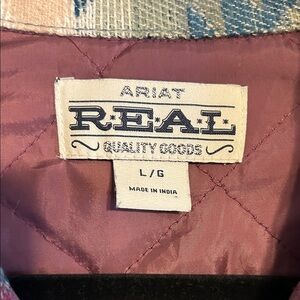 ARIAT
R·E·A·L
QUALITY GOODS
L/G
MADE IN INDIA